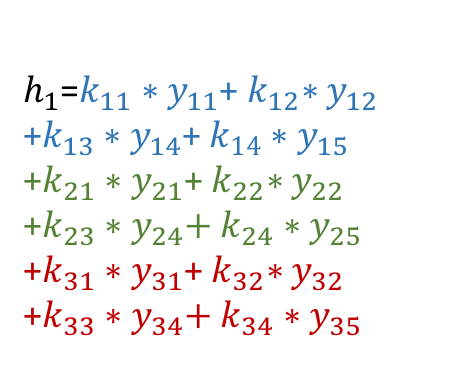 h₁=k₁₁ * y₁₁+ k₁₂* y₁₂
+k₁₃ * y₁₄+ k₁₄ * y₁₅
+k₂₁ * y₂₁+ k₂₂* y₂₂
+k₂₃ * y₂₄+ k₂₄ * y₂₅
+k₃₁ * y₃₁+ k₃₂* y₃₂
+k₃₃ * y₃₄+ k₃₄ * y₃₅